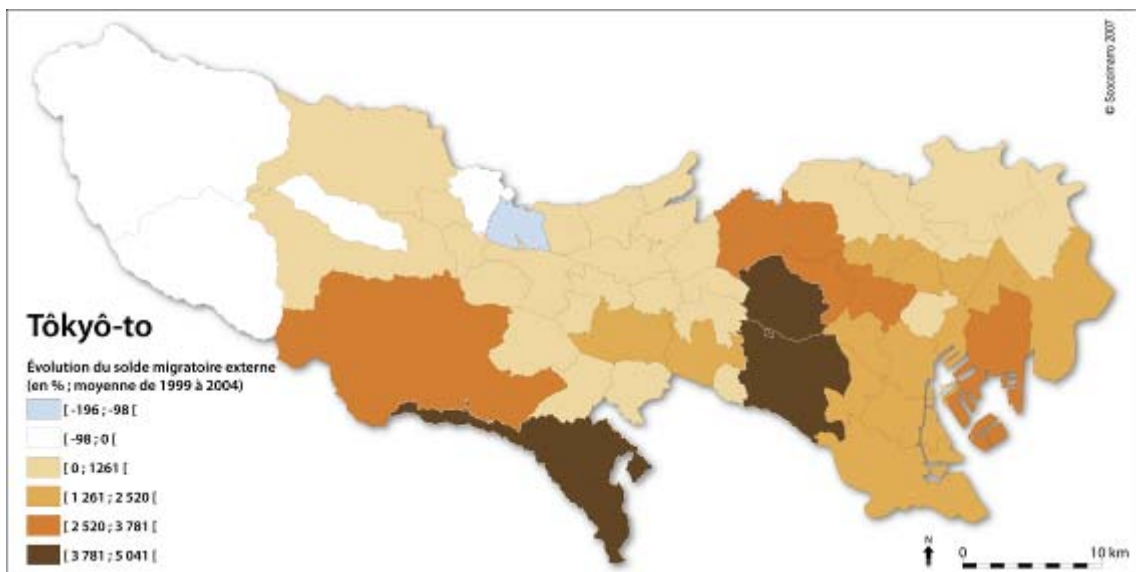 © Scoccimarro 2007
Tôkyô-to
Évolution du solde migratoire externe
(en % ; moyenne de 1999 à 2004)
[ -196 ; -98 [
[ -98 ; 0 [
[ 0 ; 1261 [
[ 1 261 ; 2 520 [
[ 2 520 ; 3 781 [
[ 3 781 ; 5 041 [
N
0 10 km